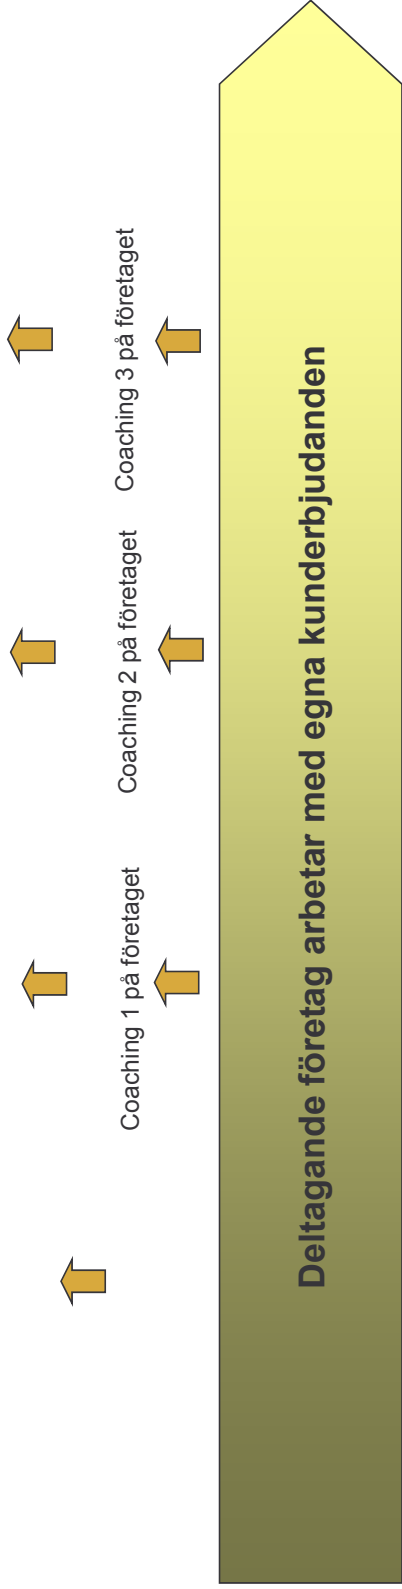 Coaching 1 på företaget
Coaching 2 på företaget
Coaching 3 på företaget
Deltagande företag arbetar med egna kunderbjudanden